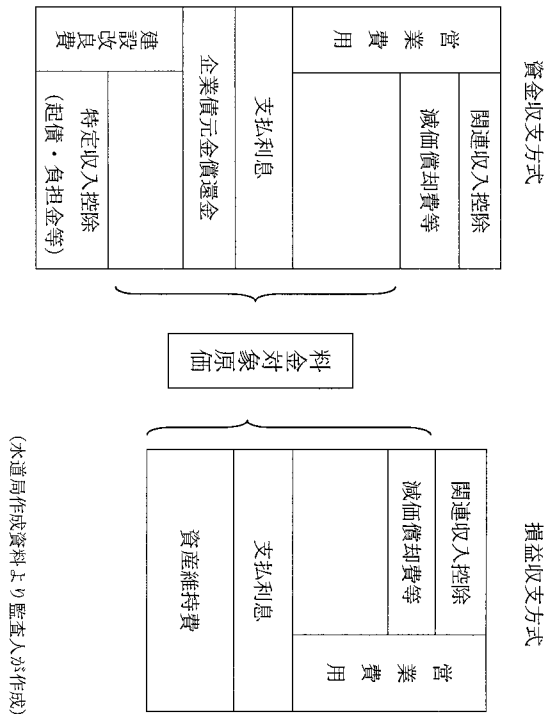 資金収支方式
営業費用
関連収入控除
減価償却費等
支払利息
企業債元金償還金
建設改良費
特定収入控除
(起債・負担金等)
料金対象原価
損益収支方式
関連収入控除
減価償却費等
営業費用
支払利息
資産維持費
(水道局作成資料より監査人が作成)